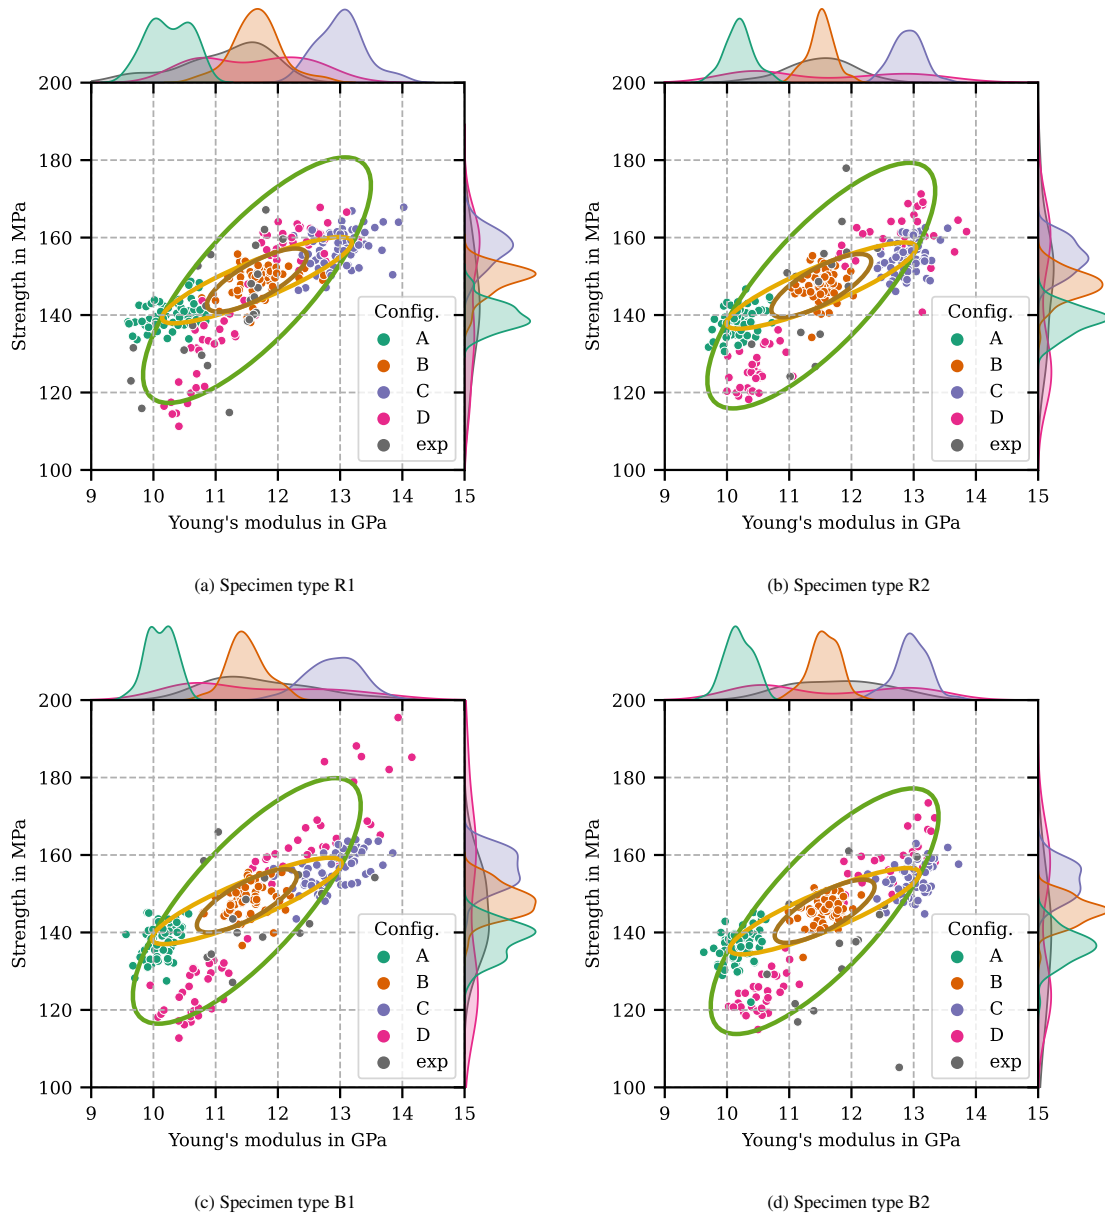 200
180
160
140
120
100
Strength in MPa
9 10 11 12 13 14 15
Young's modulus in GPa
Config.
A
B
C
D
exp
(a) Specimen type R1
200
180
160
140
120
100
Strength in MPa
9 10 11 12 13 14 15
Young's modulus in GPa
Config.
A
B
C
D
exp
(b) Specimen type R2
200
180
160
140
120
100
Strength in MPa
9 10 11 12 13 14 15
Young's modulus in GPa
Config.
A
B
C
D
exp
(c) Specimen type B1
200
180
160
140
120
100
Strength in MPa
9 10 11 12 13 14 15
Young's modulus in GPa
Config.
A
B
C
D
exp
(d) Specimen type B2